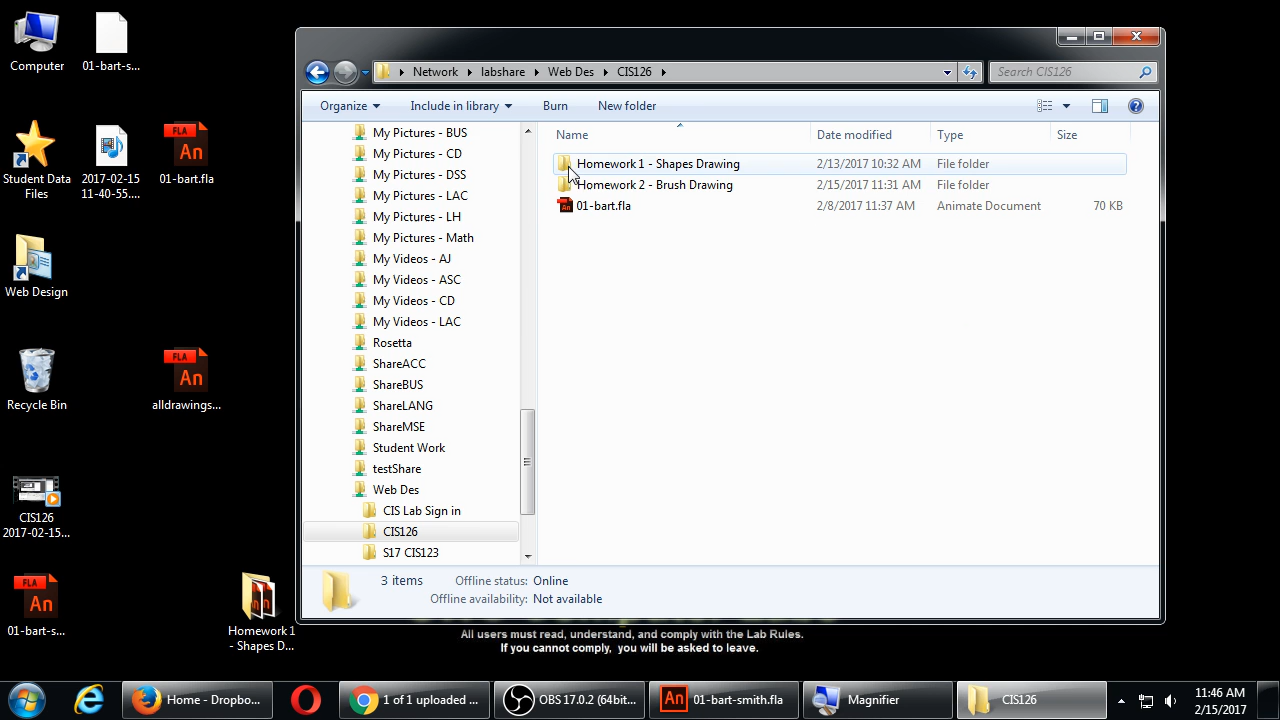 Computer
01-bart-s...
Student Data
Files
2017-02-15
11-40-55....
FLA
An
01-bart.fla
Web Design
Recycle Bin
FLA
An
alldrawings...
CIS126
2017-02-15...
FLA
An
01-bart-s...
Homework 1
- Shapes D...
Network
labshare
Web Des
CIS126
Search CIS126
Organize
Include in library
Burn
New folder
My Pictures - BUS
My Pictures - CD
My Pictures - DSS
My Pictures - LAC
My Pictures - LH
My Pictures - Math
My Videos - AJ
My Videos - ASC
My Videos - CD
My Videos - LAC
Rosetta
ShareACC
ShareBUS
ShareLANG
ShareMSE
Student Work
testShare
Web Des
CIS Lab Sign in
CIS126
S17 CIS123
Name Date modified Type Size
Homework 1 - Shapes Drawing 2/13/2017 10:32 AM File folder
Homework 2 - Brush Drawing 2/15/2017 11:31 AM File folder
An 01-bart.fla 2/8/2017 11:37 AM Animate Document 70 KB
3 items Offline status: Online
Offline availability: Not available
All users must read, understand, and comply with the Lab Rules.
If you cannot comply, you will be asked to leave.
Home - Dropbo...
1 of 1 uploaded ...
OBS 17.0.2 (64bit...
An 01-bart-smith.fla
Magnifier
CIS126
11:46 AM
2/15/2017